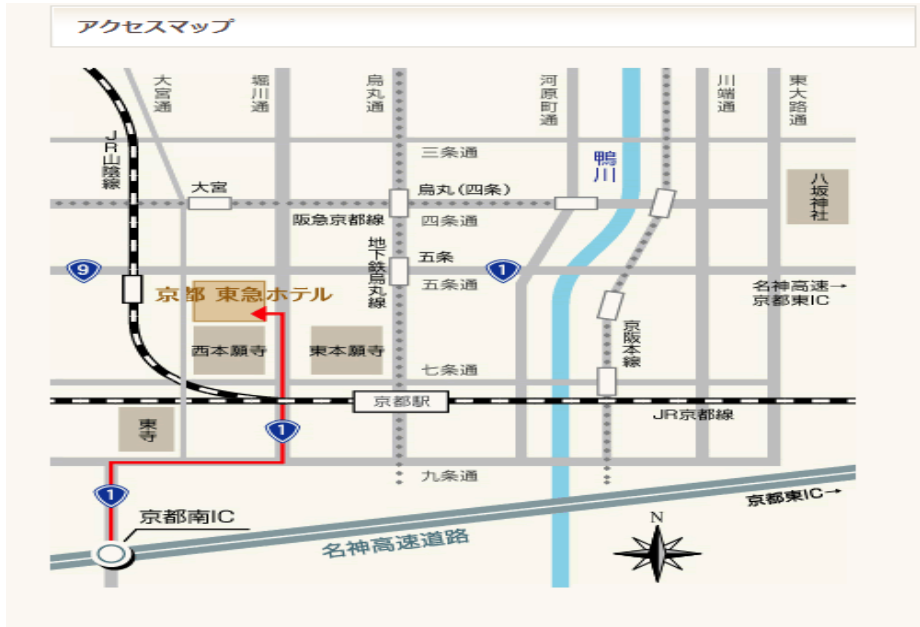 アクセスマップ
大宮通
堀川通
烏丸通
河原町通
川端通
東大路通
JR山陰線
三条通
鴨川
八坂神社
大宮
烏丸(四条)
阪急京都線
四条通
地下鉄烏丸線
五条
9
1
五条通
名神高速→
京都東IC
京都 東急ホテル
京阪本線
西本願寺
東本願寺
七条通
京都駅
JR京都線
東寺
1
九条通
1
京都東IC→
京都南IC
名神高速道路
N